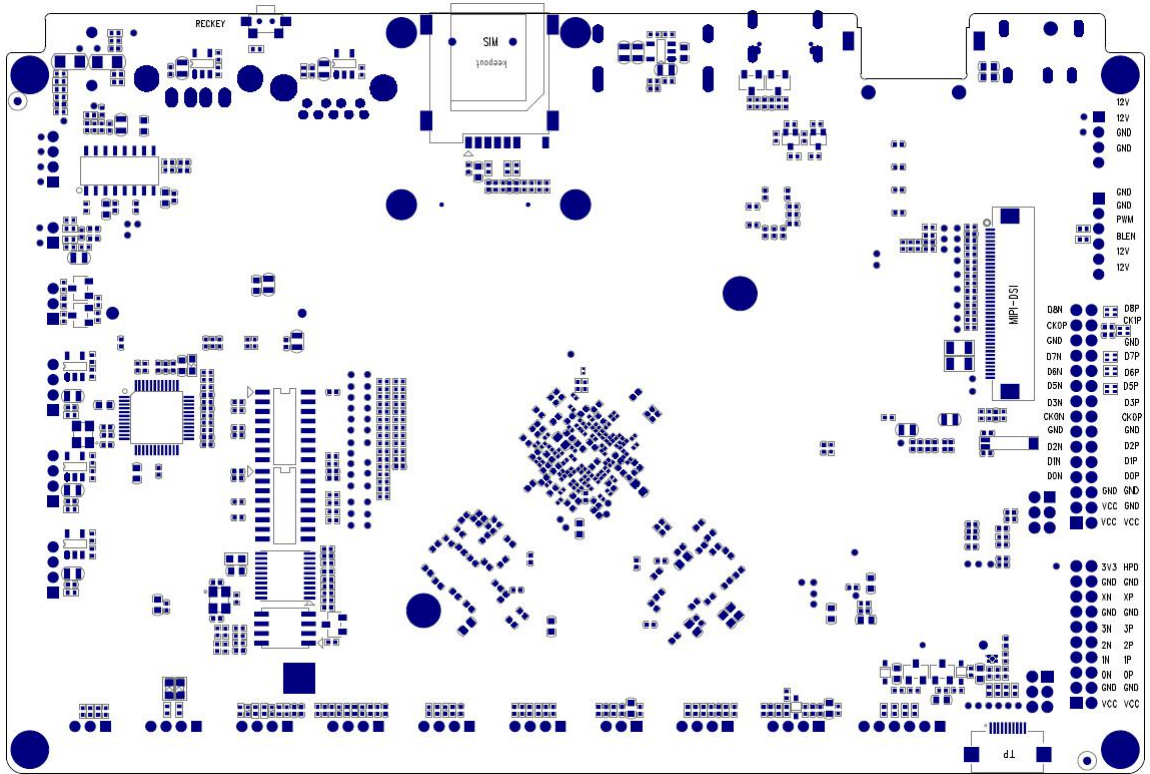 RECKEY
SIM
keepout
12V
12V
GND
GND
GND
GND
PWM
BLEN
12V
12V
MIPI-DSI
D8N D8P
CK0P CK1P
GND GND
D7N D7P
D6N D6P
D5N D5P
D3N D3P
CK0N CK0P
GND GND
D2N D2P
D1N D1P
D0N D0P
GND GND
VCC GND
VCC VCC
3V3 HPD
GND GND
XN XP
GND GND
3N 3P
2N 2P
1N 1P
0N 0P
GND GND
VCC VCC
TP